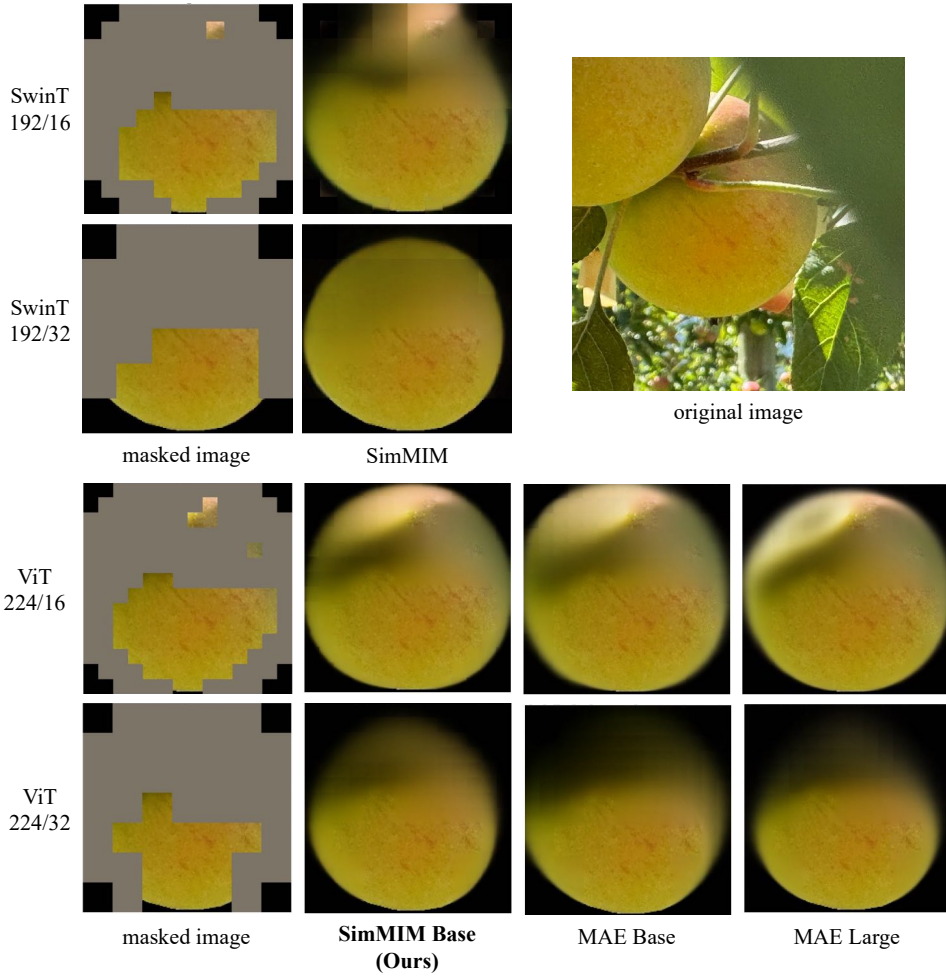 SwinT
192/16
original image
SwinT
192/32
masked image
SimMIM
ViT
224/16
ViT
224/32
masked image
SimMIM Base
(Ours)
MAE Base
MAE Large